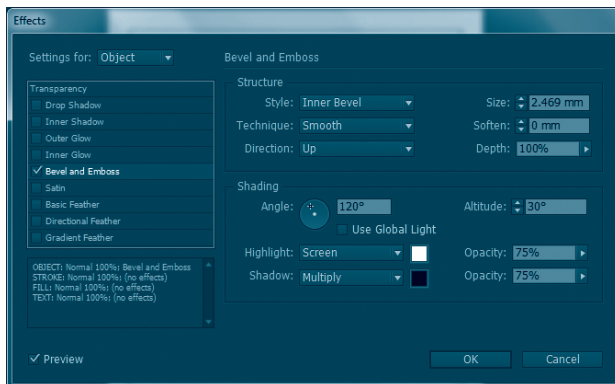 Effects
Settings for: Object
Bevel and Emboss
Transparency
Drop Shadow
Inner Shadow
Outer Glow
Inner Glow
Bevel and Emboss
Satin
Basic Feather
Directional Feather
Gradient Feather
OBJECT: Normal 100%; Bevel and Emboss
STROKE: Normal 100%; (no effects)
FILL: Normal 100%; (no effects)
TEXT: Normal 100%; (no effects)
Preview
Structure
Style: Inner Bevel Size: 2.469 mm
Technique: Smooth Soften: 0 mm
Direction: Up Depth: 100%
Shading
Angle: 120° Altitude: 30°
Use Global Light
Highlight: Screen Opacity: 75%
Shadow: Multiply Opacity: 75%
OK Cancel